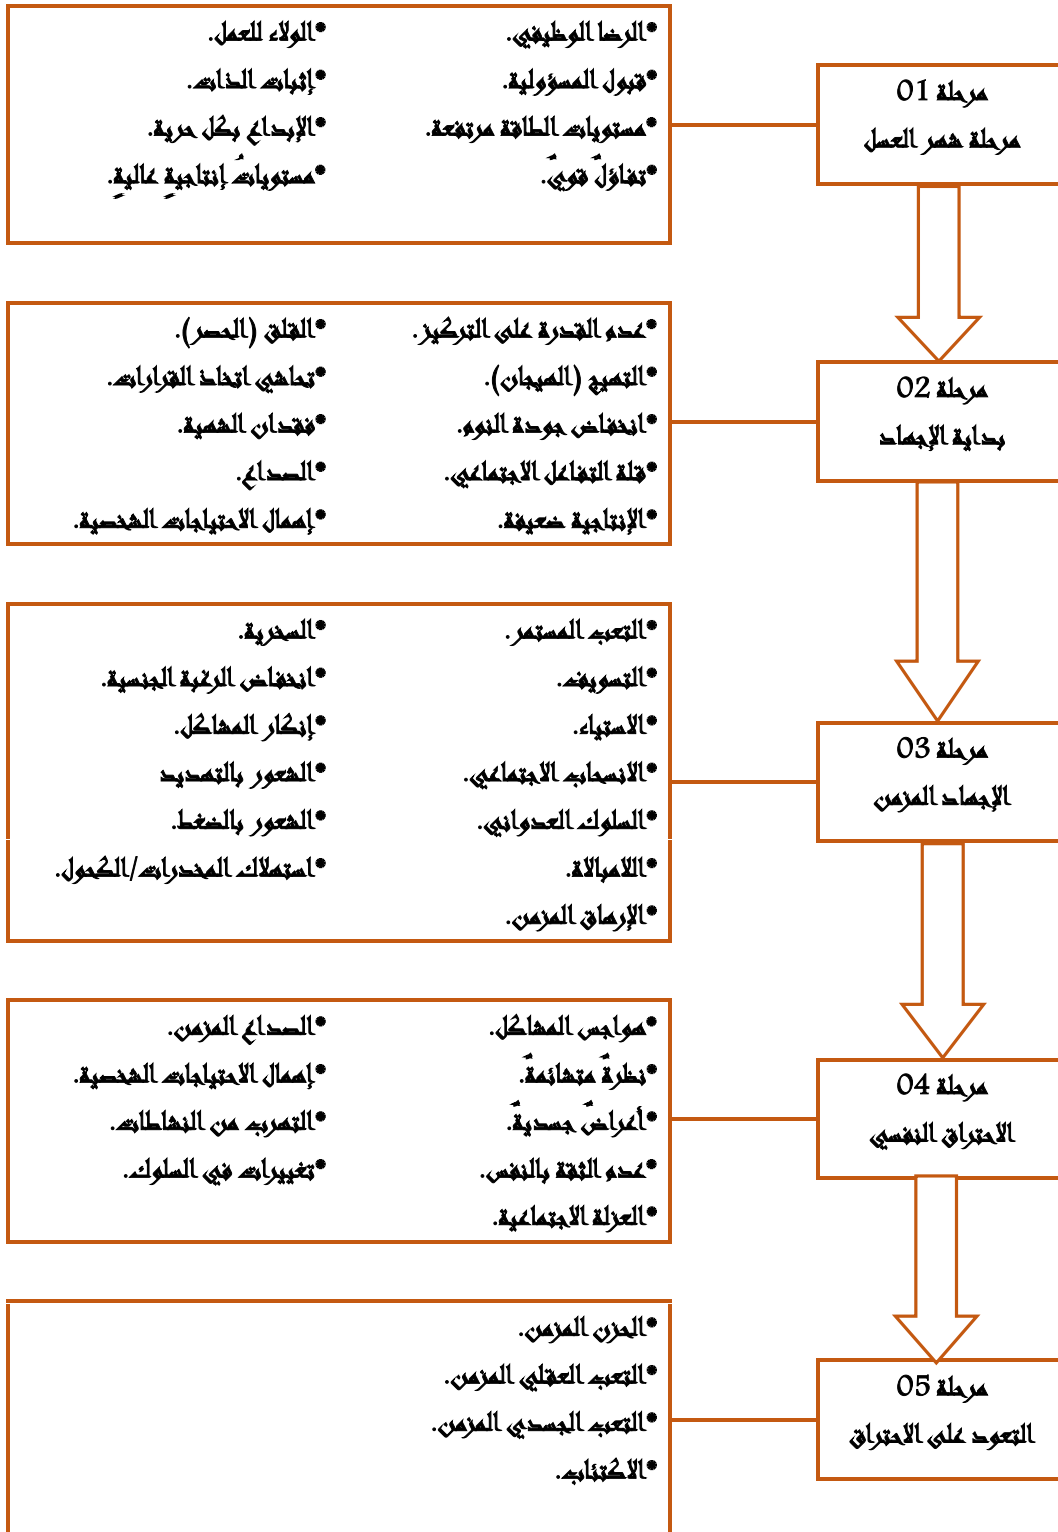 مرحلة 01
مرحلة شهر العسل
•الرضا الوظيفي.
•قبول المسؤولية.
•مستويات الطاقة مرتفعة.
•تفاؤلٌ قويٌ.
•الولاء للعمل.
•إثبات الذات.
•الإبداع بكل حرية.
•مستوياتُ إنتاجيةٍ عاليةٍ.
مرحلة 02
بداية الإجهاد
•عدم القدرة على التركيز.
•التهيج (الهيجان).
•انخفاض جودة النوم.
•قلة التفاعل الاجتماعي.
•الإنتاجية ضعيفة.
•القلق (الحصر).
•تحاشي اتخاذ القرارات.
•فقدان الشهية.
•الصداع.
•إهمال الاحتياجات الشخصية.
مرحلة 03
الإجهاد المزمن
•التعب المستمر.
•التسويف.
•الاستياء.
•الانسحاب الاجتماعي.
•السلوك العدواني.
•اللامبالاة.
•الإرهاق المزمن.
•السخرية.
•انخفاض الرغبة الجنسية.
•إنكار المشاكل.
•الشعور بالتهديد
•الشعور بالضغط.
•استهلاك المخدرات/الكحول.
مرحلة 04
الاحتراق النفسي
•هواجس المشاكل.
•نظرةٌ متشائمةٌ.
•أعراضٌ جسديةٌ.
•عدم الثقة بالنفس.
•العزلة الاجتماعية.
•الصداع المزمن.
•إهمال الاحتياجات الشخصية.
•التهرب من النشاطات.
•تغييرات في السلوك.
مرحلة 05
التعود على الاحتراق
•الحزن المزمن.
•التعب العقلي المزمن.
•التعب الجسدي المزمن.
•الاكتئاب.